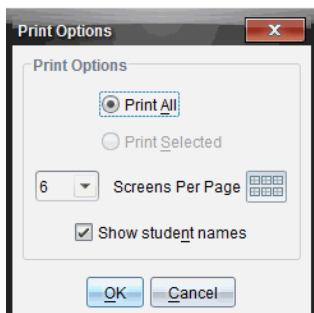 Print Options
Print Options
Print All
Print Selected
6 Screens Per Page
Show student names
OK Cancel